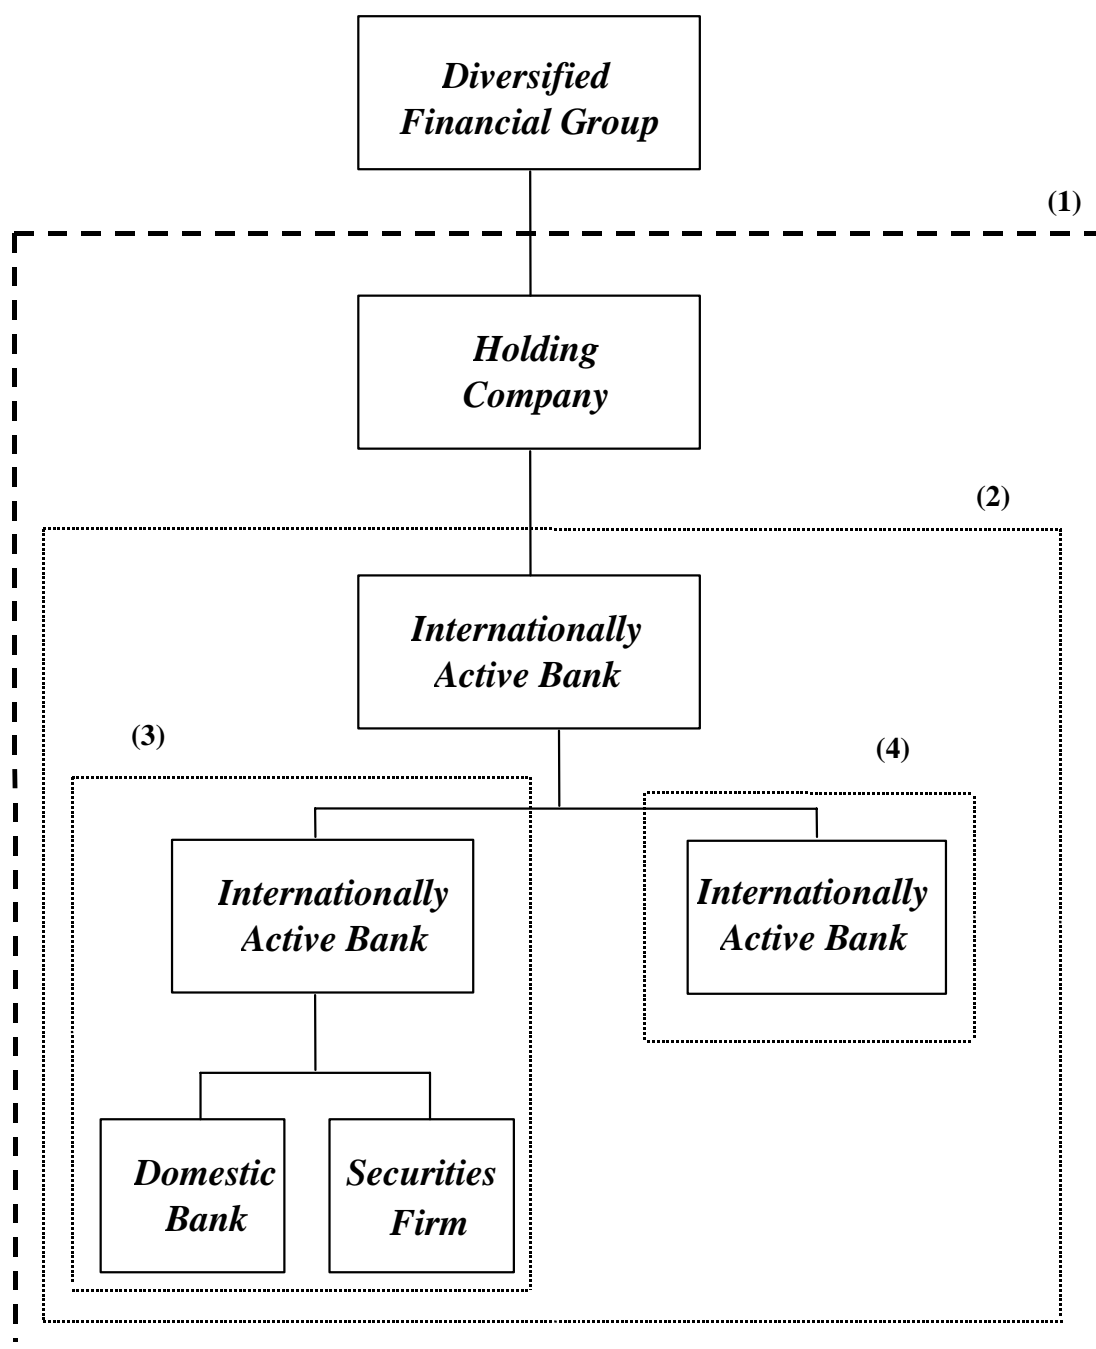 Diversified
Financial Group
(1)
Holding
Company
(2)
Internationally
Active Bank
(3)
(4)
Internationally
Active Bank
Internationally
Active Bank
Domestic
Bank
Securities
Firm